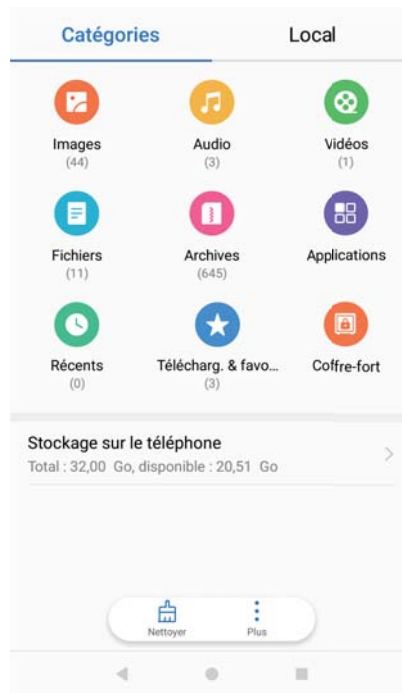 Catégories Local
Images Audio Vidéos
(44) (3) (1)
Fichiers Archives Applications
(11) (645)
Récents Télécharg. & favo... Coffre-fort
(0) (3)
Stockage sur le téléphone
Total : 32,00 Go, disponible : 20,51 Go
Nettoyer Plus